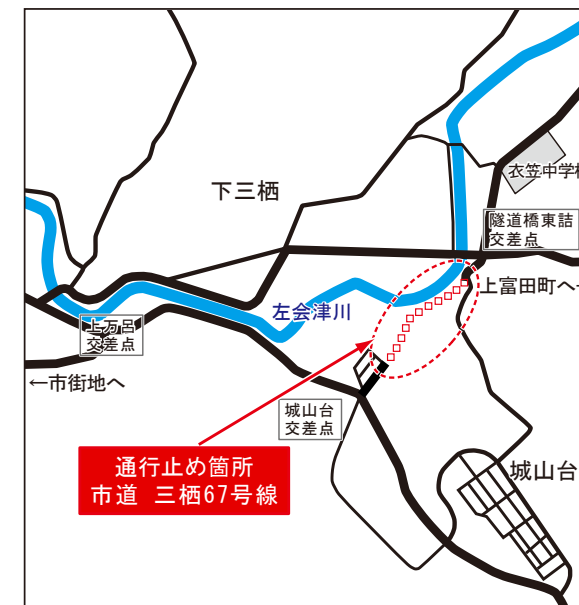 衣笠中学校
下三栖
隧道橋東詰
交差点
上富田町へ
左会津川
上万呂
交差点
←市街地へ
城山台
交差点
通行止め箇所
市道 三栖67号線
城山台